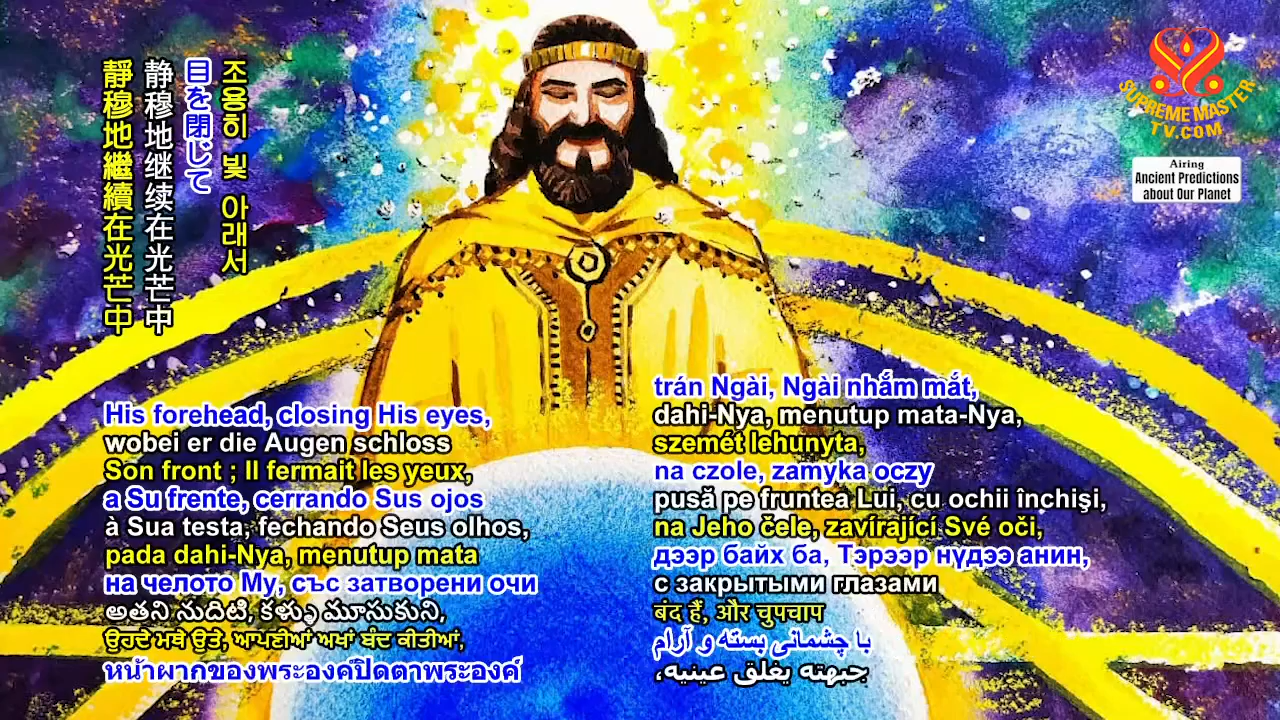 조용히 빛 아래서
目を閉じて
静穆地继续在光芒中
靜穆地繼續在光芒中
SUPREME MASTER
TV.COM
Airing
Ancient Predictions
about Our Planet
His forehead, closing His eyes,
wobei er die Augen schloss
Son front ; Il fermait les yeux,
a Su frente, cerrando Sus ojos
à Sua testa, fechando Seus olhos,
pada dahi-Nya, menutup mata
на челото Му, със затворени очи
అతని నుదిటి, కళ్ళు మూసుకుని,
ਉਹਦੇ ਮਥੇ ਉਤੇ, ਆਪਣੀਆਂ ਅਖਾਂ ਬੰਦ ਕੀਤੀਆਂ,
หน้าผากของพระองค์ปิดตาพระองค์
trán Ngài, Ngài nhắm mắt,
dahi-Nya, menutup mata-Nya,
szemét lehunyta,
na czole, zamyka oczy
pusă pe fruntea Lui, cu ochii închişi,
na Jeho čele, zavírající Své oči,
дээр байх ба, Тэрээр нүдээ анин,
с закрытыми глазами
बंद हैं, और चुपचाप
با چشمانی بسته و آرام
جبهته يغلق عينيه،